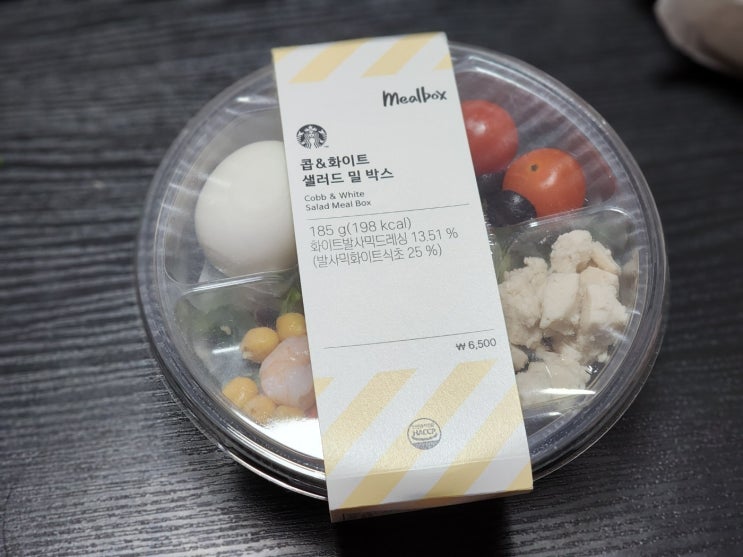 Mealbox
콥&화이트
샐러드 밀 박스
Cobb & White
Salad Meal Box
185 g(198 kcal)
화이트발사믹드레싱 13.51 %
(발사믹화이트식초 25 %)
₩ 6,500
HACCP